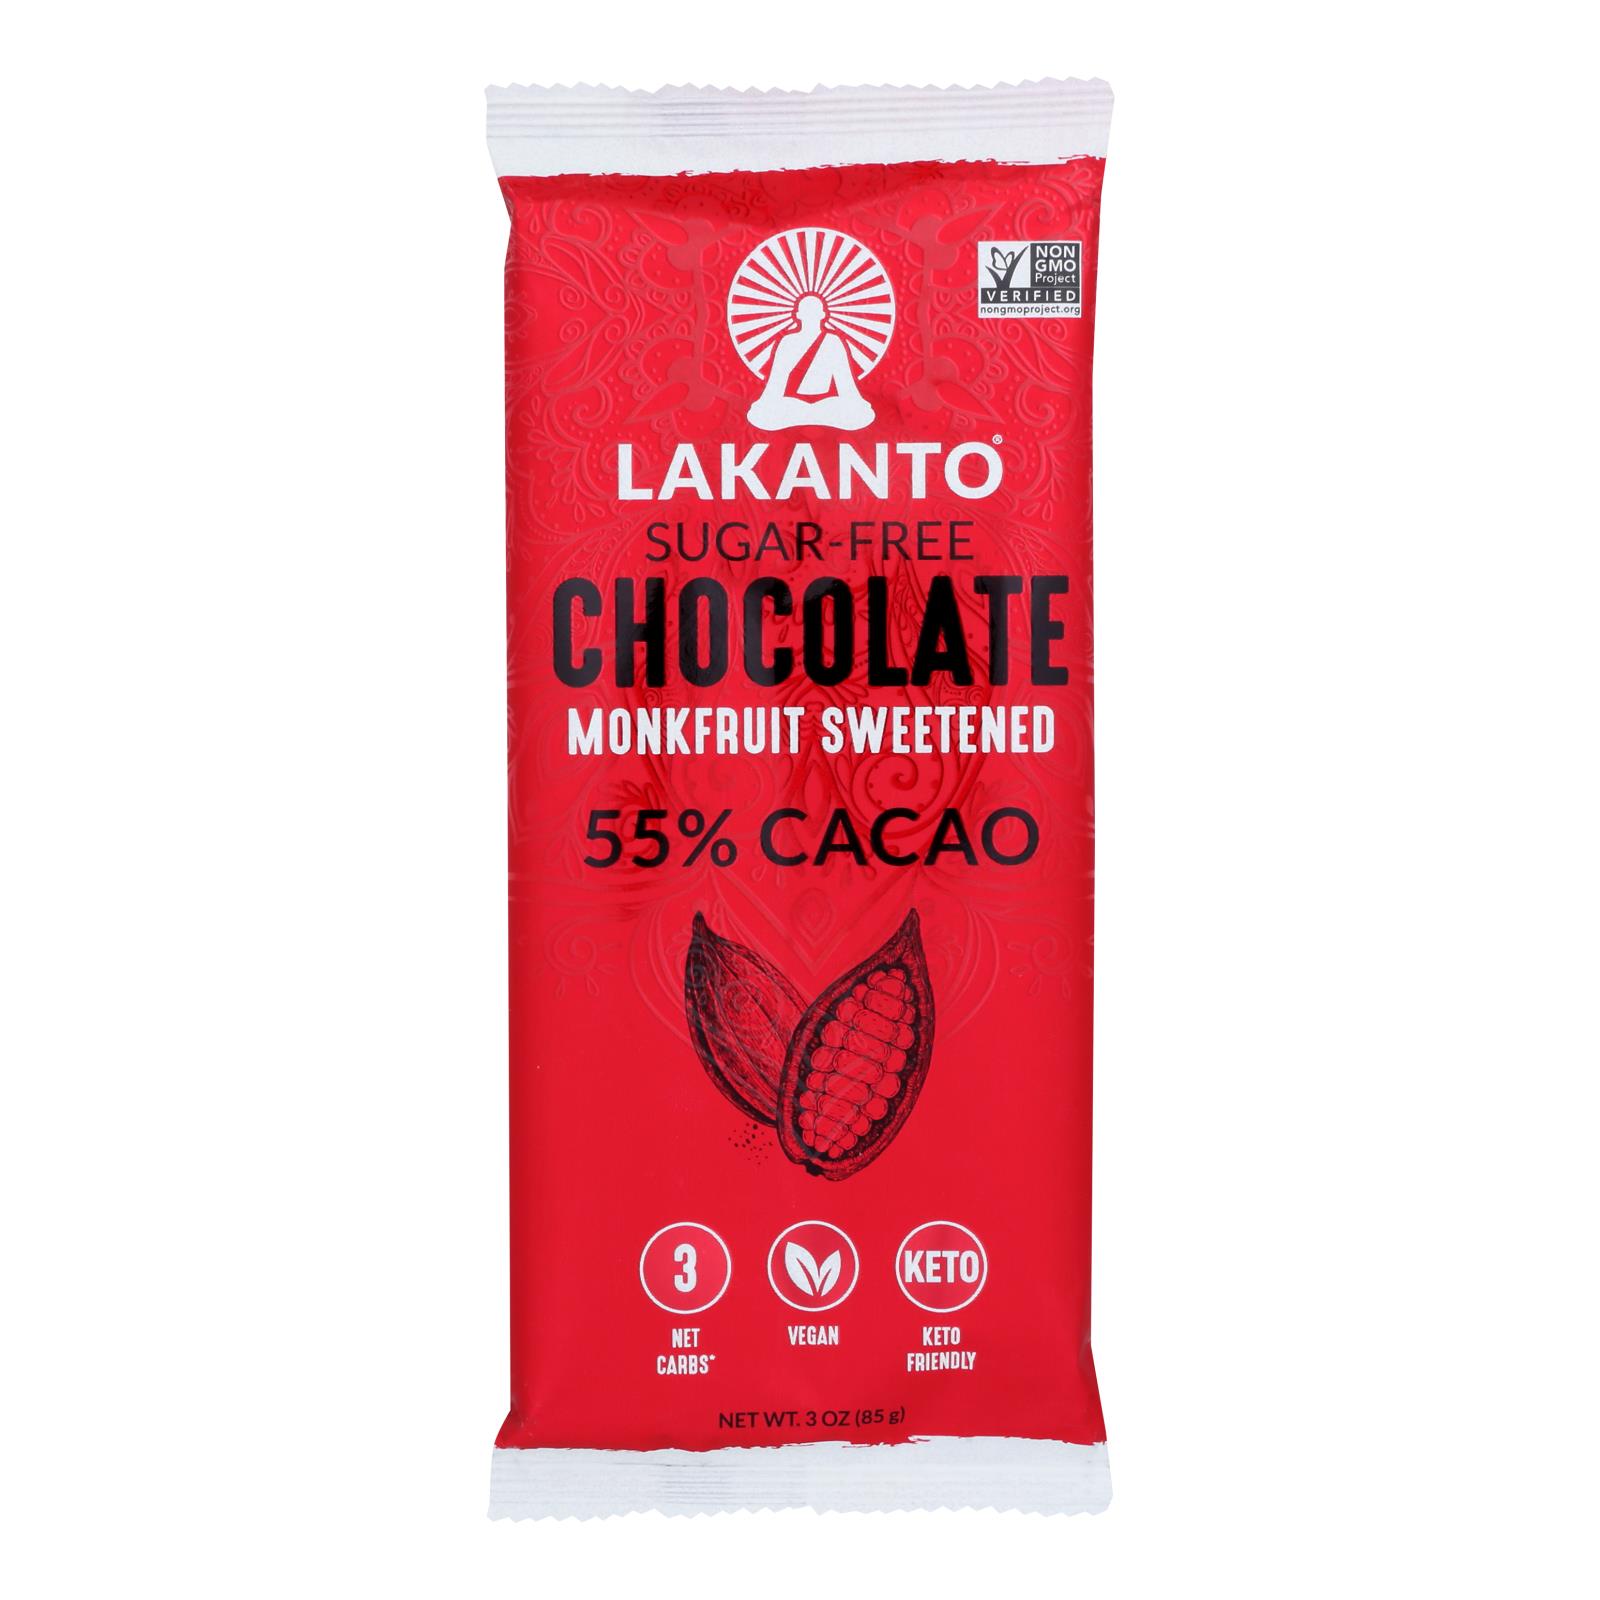 NON
GMO
Project
VERIFIED
nongmoproject.org
LAKANTO®
SUGAR-FREE
CHOCOLATE
MONKFRUIT SWEETENED
55% CACAO
3
NET
CARBS*
VEGAN
KETO
KETO
FRIENDLY
NET WT. 3 OZ (85 g)